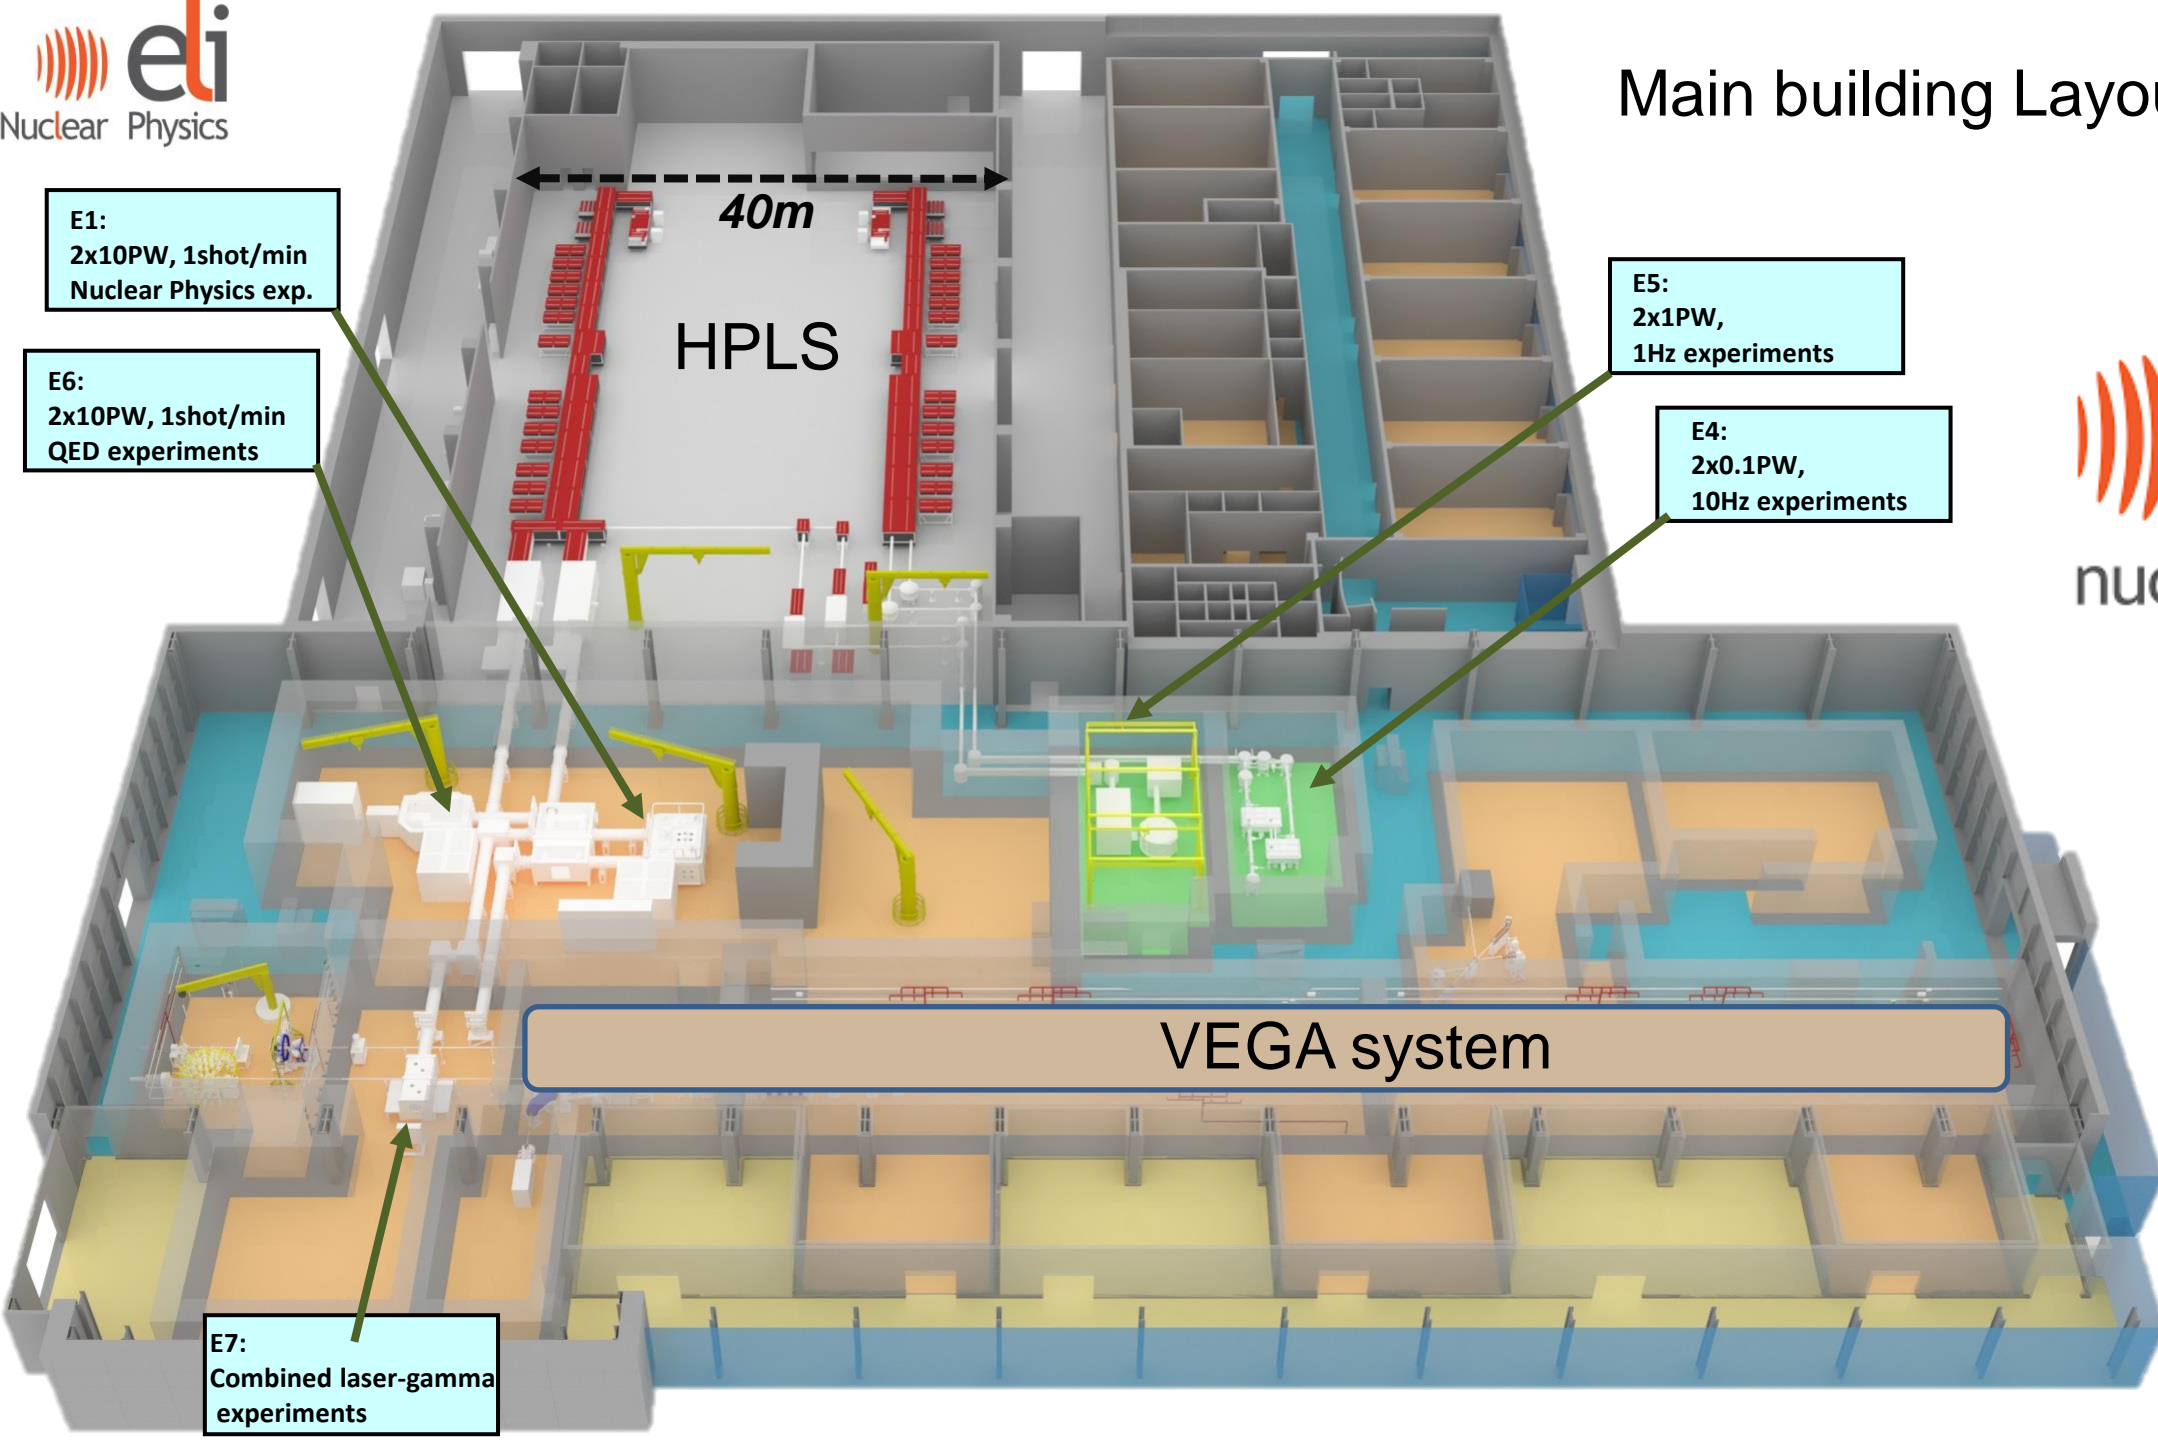 eli
Nuclear Physics
Main building Layou
40m
E1:
2x10PW, 1shot/min
Nuclear Physics exp.
HPLS
E5:
2x1PW,
1Hz experiments
E6:
2x10PW, 1shot/min
QED experiments
E4:
2x0.1PW,
10Hz experiments
nuc
VEGA system
E7:
Combined laser-gamma
experiments